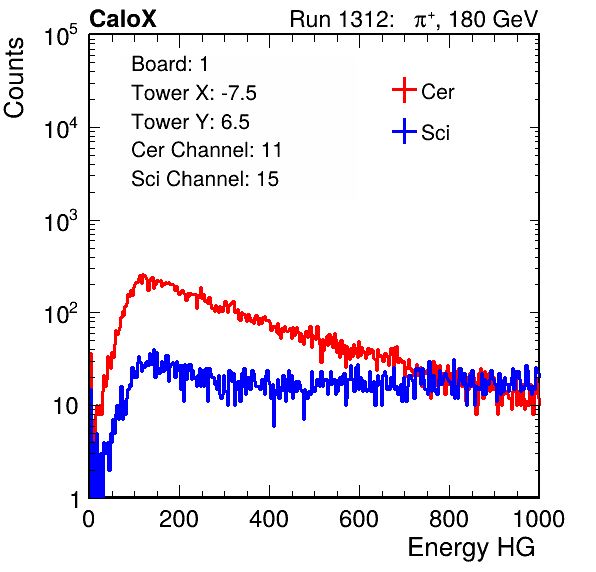 CaloX Run 1312: π⁺, 180 GeV
Counts
10⁵
10⁴
10³
10²
10
1
Board: 1
Tower X: -7.5
Tower Y: 6.5
Cer Channel: 11
Sci Channel: 15
Cer
Sci
0 200 400 600 800 1000
Energy HG